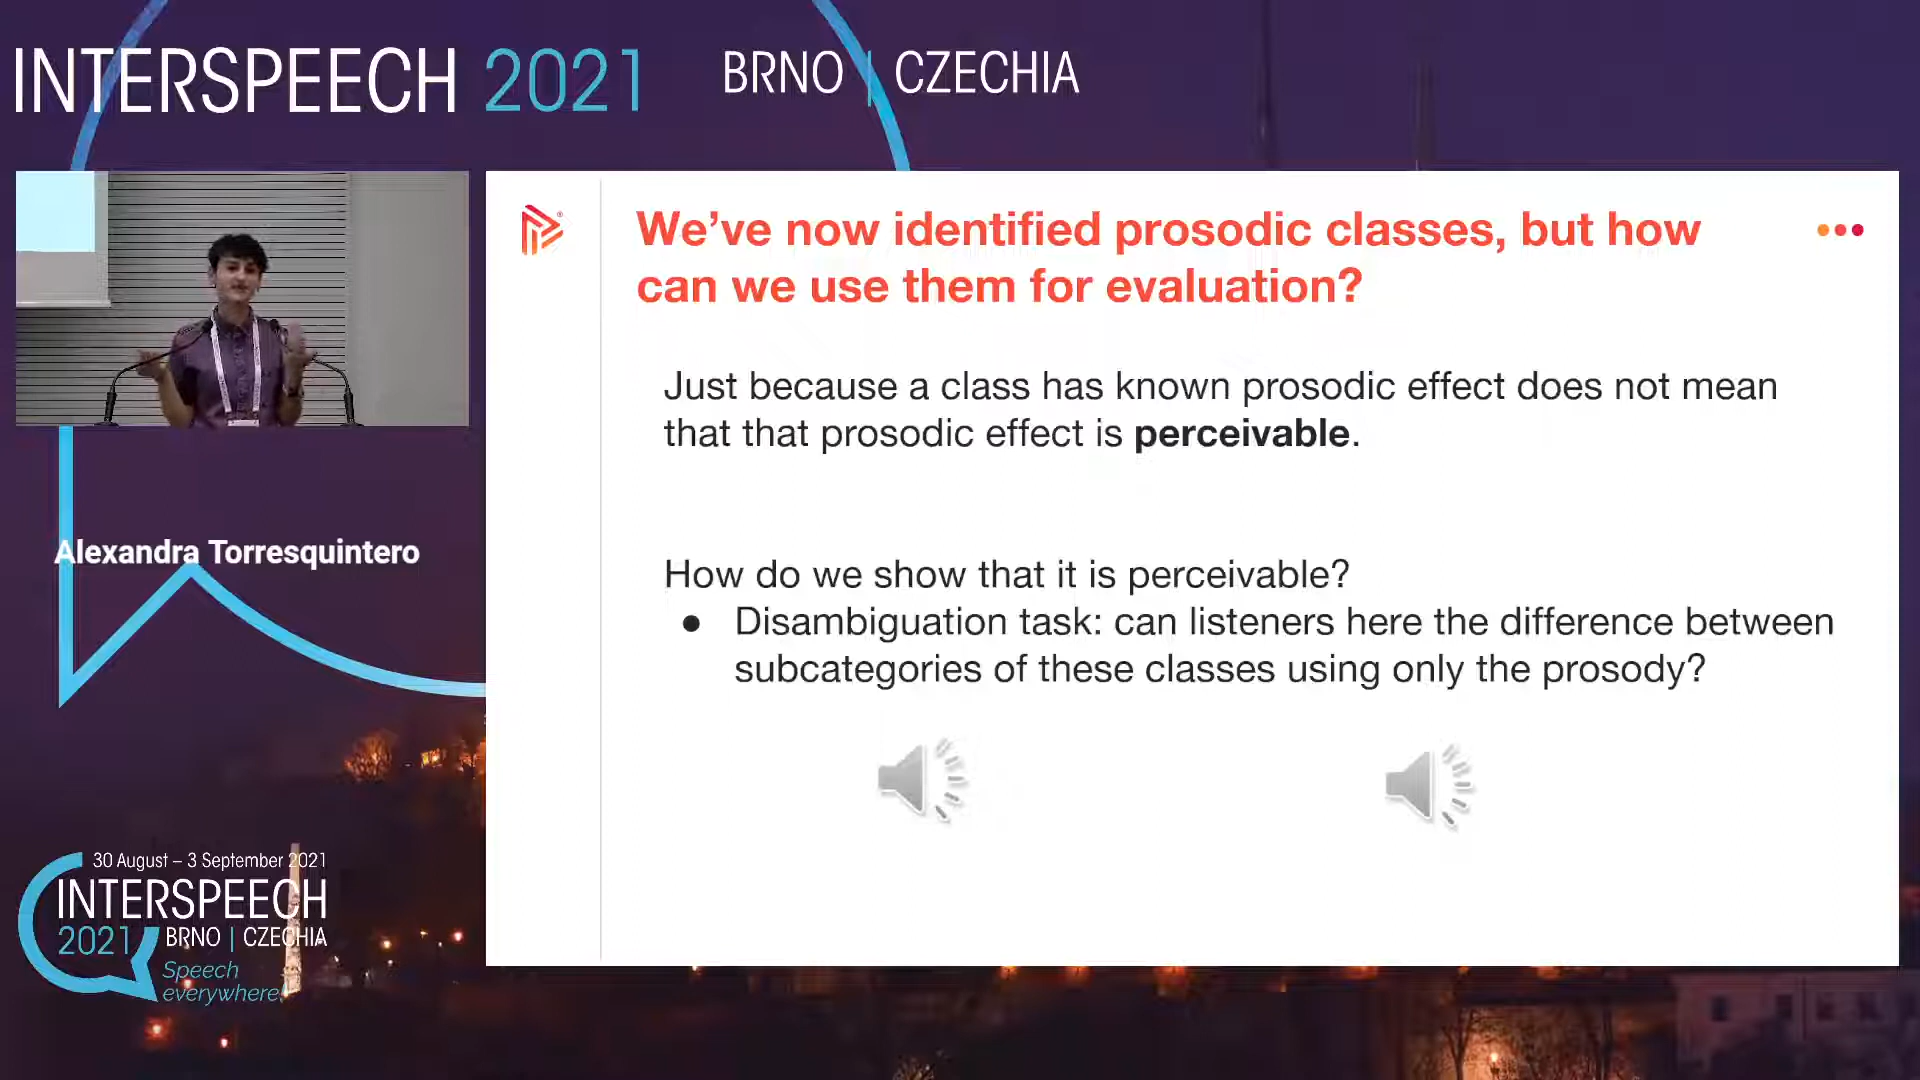 INTERSPEECH 2021
BRNO | CZECHIA
We’ve now identified prosodic classes, but how
can we use them for evaluation?
Just because a class has known prosodic effect does not mean
that that prosodic effect is perceivable.
How do we show that it is perceivable?
● Disambiguation task: can listeners here the difference between
subcategories of these classes using only the prosody?
Alexandra Torresquintero
30 August – 3 September 2021
INTERSPEECH
2021 BRNO | CZECHIA
Speech
everywhere!